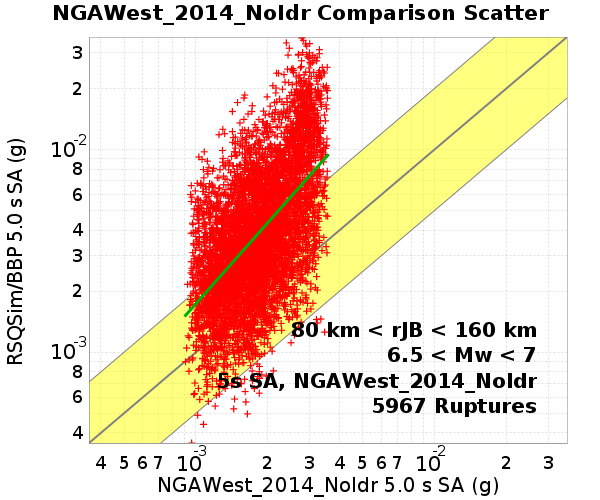 NGAWest_2014_NoIdr Comparison Scatter
RSQSim/BBP 5.0 s SA (g)
3
2
10-2
8
6
4
3
2
10-3
8
6
4
80 km < rJB < 160 km
6.5 < Mw < 7
5s SA, NGAWest_2014_NoIdr
5967 Ruptures
4 5 6 7 10-3 2 3 4 5 6 7 10-2 2 3
NGAWest_2014_NoIdr 5.0 s SA (g)